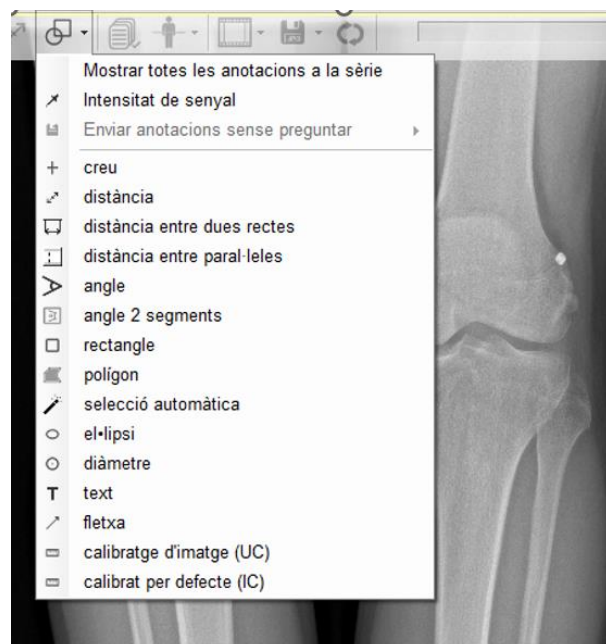 Mostrar totes les anotacions a la sèrie
Intensitat de senyal
Enviar anotacions sense preguntar
creu
distància
distància entre dues rectes
distància entre paral·leles
angle
angle 2 segments
rectangle
polígon
selecció automàtica
el•lipsi
diàmetre
text
fletxa
calibratge d'imatge (UC)
calibrat per defecte (IC)